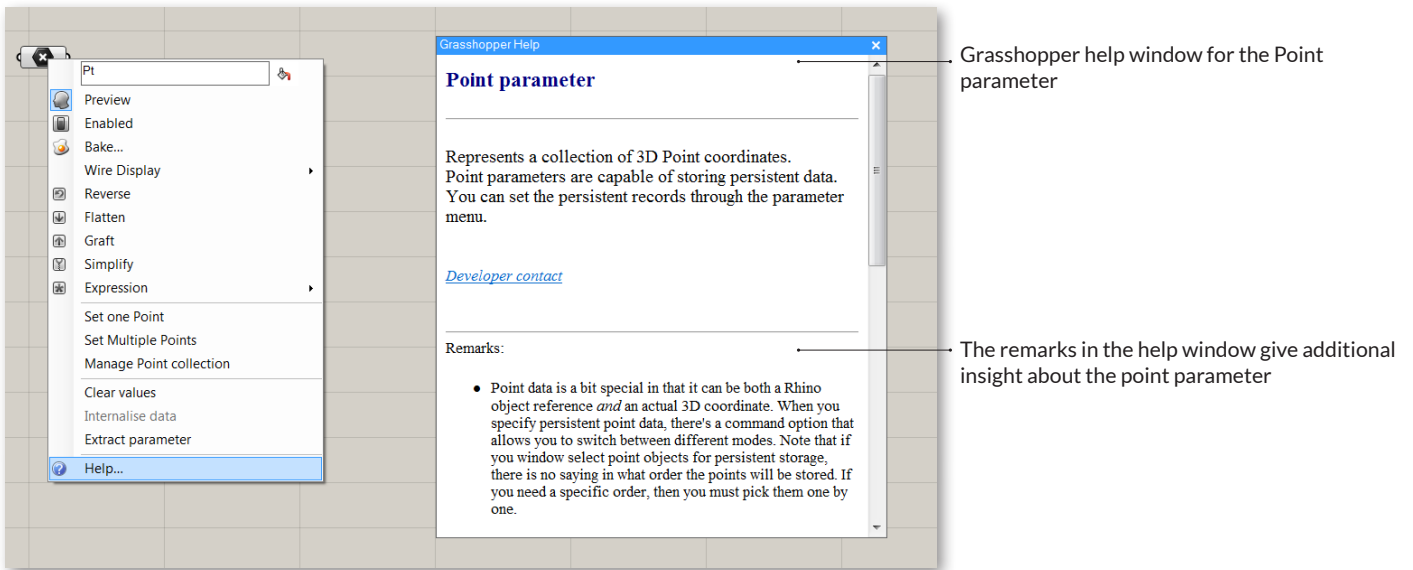 Pt
Preview
Enabled
Bake...
Wire Display
Reverse
Flatten
Graft
Simplify
Expression
Set one Point
Set Multiple Points
Manage Point collection
Clear values
Internalise data
Extract parameter
Help...
Grasshopper Help
Point parameter
Represents a collection of 3D Point coordinates.
Point parameters are capable of storing persistent data.
You can set the persistent records through the parameter
menu.
Developer contact
Remarks:
● Point data is a bit special in that it can be both a Rhino
object reference and an actual 3D coordinate. When you
specify persistent point data, there's a command option that
allows you to switch between different modes. Note that if
you window select point objects for persistent storage,
there is no saying in what order the points will be stored. If
you need a specific order, then you must pick them one by
one.
Grasshopper help window for the Point
parameter
The remarks in the help window give additional
insight about the point parameter